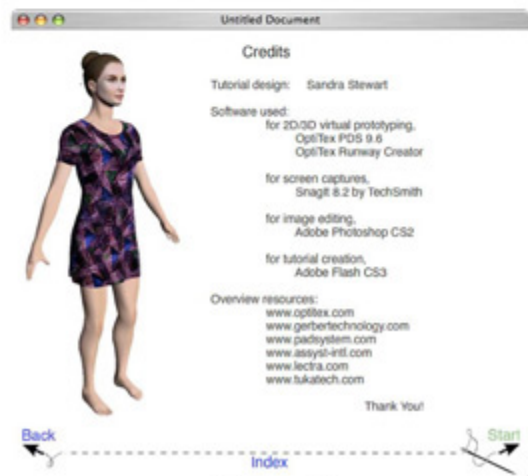 Untitled Document
Credits
Tutorial design: Sandra Stewart
Software used:
for 2D/3D virtual prototyping,
OptiTex PDS 9.6
OptiTex Runway Creator
for screen captures,
SnagIt 8.2 by TechSmith
for image editing,
Adobe Photoshop CS2
for tutorial creation,
Adobe Flash CS3
Overview resources:
www.optitex.com
www.gerbertechnology.com
www.padsystem.com
www.assyst-intl.com
www.lectra.com
www.tukatech.com
Thank You!
Back
Start
Index